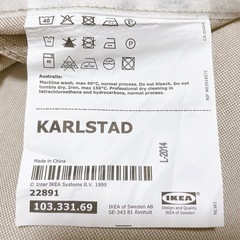 Australia:
Machine wash, max 40°C, normal process. Do not bleach. Do not
tumble dry. Iron, max 150°C. Professional dry cleaning in
tetrachloroethene and hydrocarbons, normal process.
KARLSTAD
Made in China
L-2014
© Inter IKEA Systems B.V. 1999
22891
103.331.69
IKEA of Sweden AB
SE-343 81 Älmhult
IKEA
Design and Quality
IKEA of Sweden